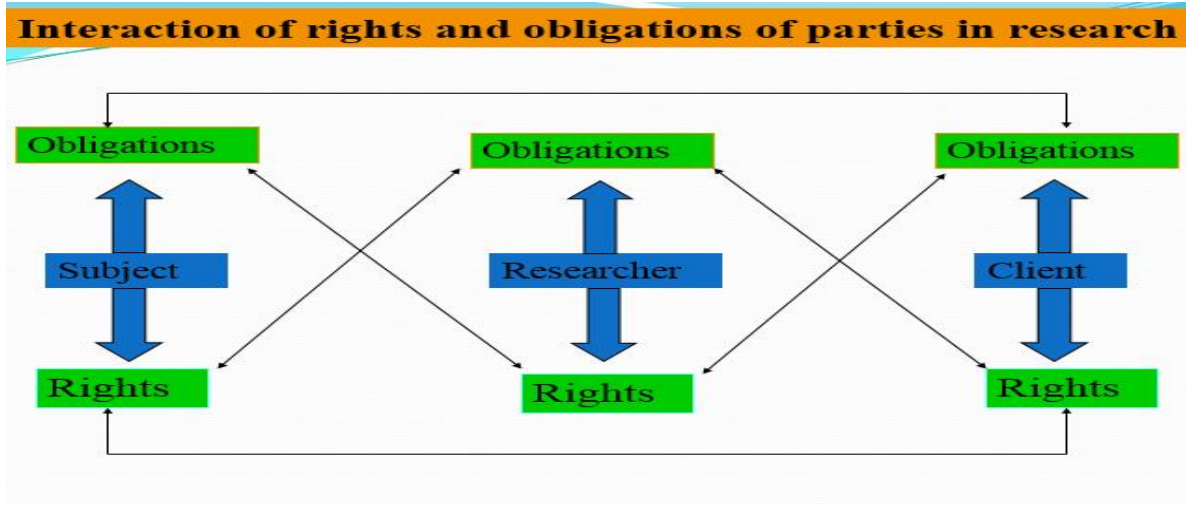 Interaction of rights and obligations of parties in research
Obligations
Obligations
Obligations
Subject
Researcher
Client
Rights
Rights
Rights